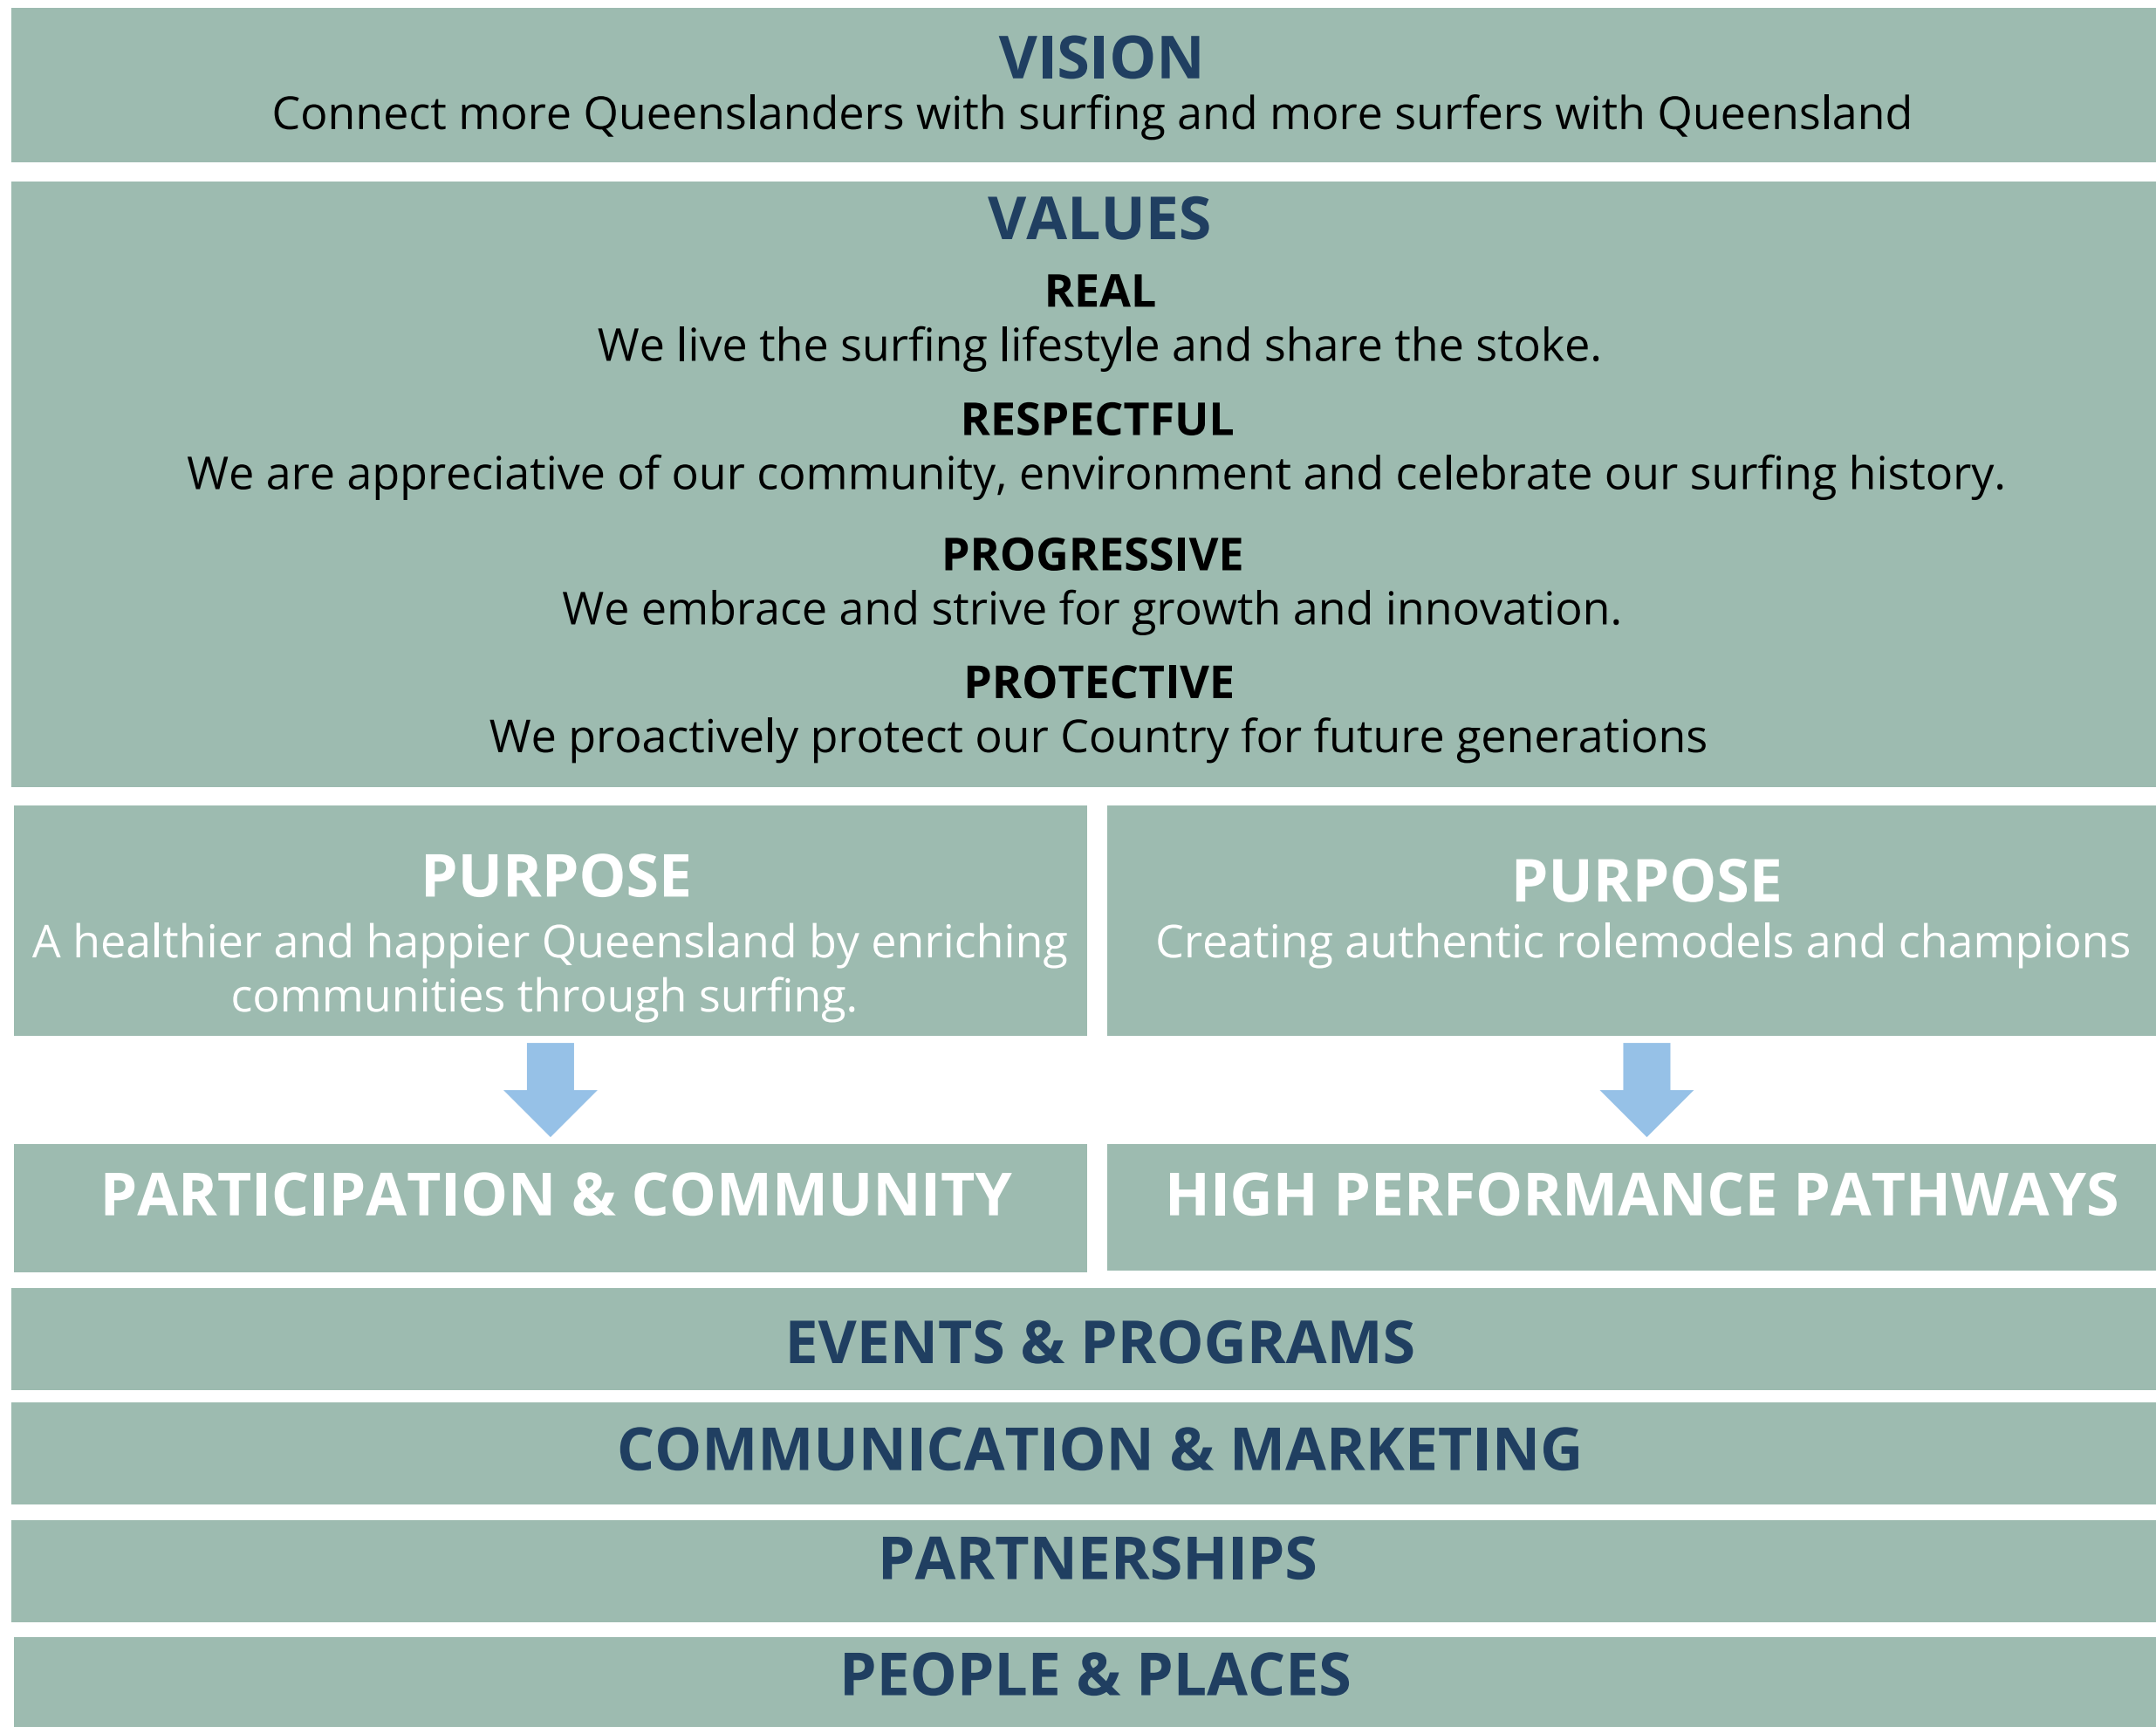 VISION
Connect more Queenslanders with surfing and more surfers with Queensland
VALUES
REAL
We live the surfing lifestyle and share the stoke.
RESPECTFUL
We are appreciative of our community, environment and celebrate our surfing history.
PROGRESSIVE
We embrace and strive for growth and innovation.
PROTECTIVE
We proactively protect our Country for future generations
PURPOSE
A healthier and happier Queensland by enriching
communities through surfing.
PURPOSE
Creating authentic rolemodels and champions
PARTICIPATION & COMMUNITY
HIGH PERFORMANCE PATHWAYS
EVENTS & PROGRAMS
COMMUNICATION & MARKETING
PARTNERSHIPS
PEOPLE & PLACES